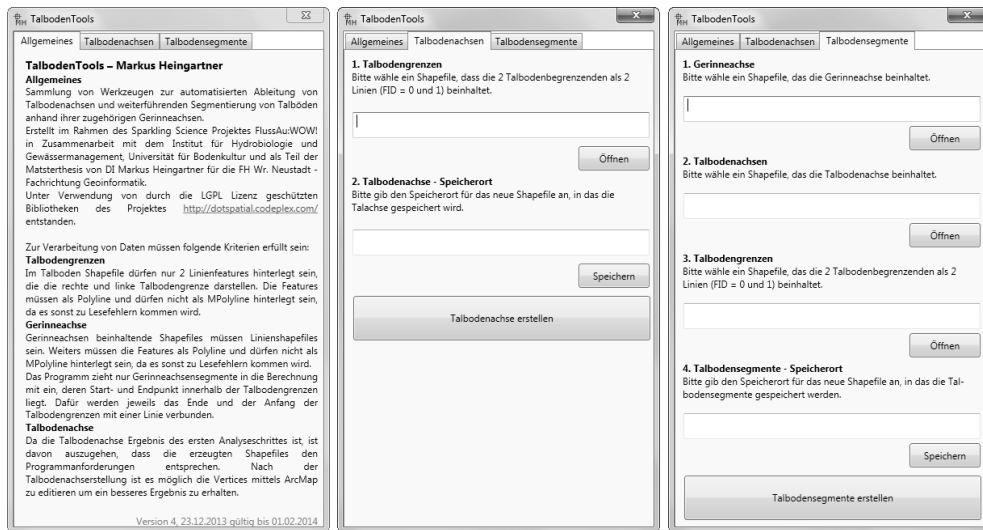 MH TalbodenTools
Allgemeines Talbodenachsen Talbodensegmente
TalbodenTools – Markus Heingartner
Allgemeines
Sammlung von Werkzeugen zur automatisierten Ableitung von
Talbodenachsen und weiterführenden Segmentierung von Talböden
anhand ihrer zugehörigen Gerinneachsen.
Erstellt im Rahmen des Sparkling Science Projektes FlussAu:WOW!
in Zusammenarbeit mit dem Institut für Hydrobiologie und
Gewässermanagement, Universität für Bodenkultur und als Teil der
Matsterthesis von DI Markus Heingartner für die FH Wr. Neustadt -
Fachrichtung Geoinformatik.
Unter Verwendung von durch die LGPL Lizenz geschützten
Bibliotheken des Projektes http://dotspatial.codeplex.com/
entstanden.
Zur Verarbeitung von Daten müssen folgende Kriterien erfüllt sein:
Talbodengrenzen
Im Talboden Shapefile dürfen nur 2 Linienfeatures hinterlegt sein,
die die rechte und linke Talbodengrenze darstellen. Die Features
müssen als Polyline und dürfen nicht als MPolyline hinterlegt sein,
da es sonst zu Lesefehlern kommen wird.
Gerinneachse
Gerinneachsen beinhaltende Shapefiles müssen Linienshapefiles
sein. Weiters müssen die Features als Polyline und dürfen nicht als
MPolyline hinterlegt sein, da es sonst zu Lesefehlern kommen wird.
Das Programm zieht nur Gerinneachsensegmente in die Berechnung
mit ein, deren Start- und Endpunkt innerhalb der Talbodengrenzen
liegt. Dafür werden jeweils das Ende und der Anfang der
Talbodengrenzen mit einer Linie verbunden.
Talbodenachse
Da die Talbodenachse Ergebnis des ersten Analyseschrittes ist, ist
davon auszugehen, dass die erzeugten Shapefiles den
Programmanforderungen entsprechen. Nach der
Talbodenachserstellung ist es möglich die Vertices mittels ArcMap
zu editieren um ein besseres Ergebnis zu erhalten.
Version 4, 23.12.2013 gültig bis 01.02.2014
MH TalbodenTools
Allgemeines Talbodenachsen Talbodensegmente
1. Talbodengrenzen
Bitte wähle ein Shapefile, dass die 2 Talbodenbegrenzenden als 2
Linien (FID = 0 und 1) beinhaltet.
Öffnen
2. Talbodenachse - Speicherort
Bitte gib den Speicherort für das neue Shapefile an, in das die
Talachse gespeichert wird.
Speichern
Talbodenachse erstellen
MH TalbodenTools
Allgemeines Talbodenachsen Talbodensegmente
1. Gerinneachse
Bitte wähle ein Shapefile, das die Gerinneachse beinhaltet.
Öffnen
2. Talbodenachsen
Bitte wähle ein Shapefile, das die Talbodenachse beinhaltet.
Öffnen
3. Talbodengrenzen
Bitte wähle ein Shapefile, das die 2 Talbodenbegrenzenden als 2
Linien (FID = 0 und 1) beinhaltet.
Öffnen
4. Talbodensegmente - Speicherort
Bitte gib den Speicherort für das neue Shapefile an, in das die Tal-
bodensegmente gespeichert werden.
Speichern
Talbodensegmente erstellen